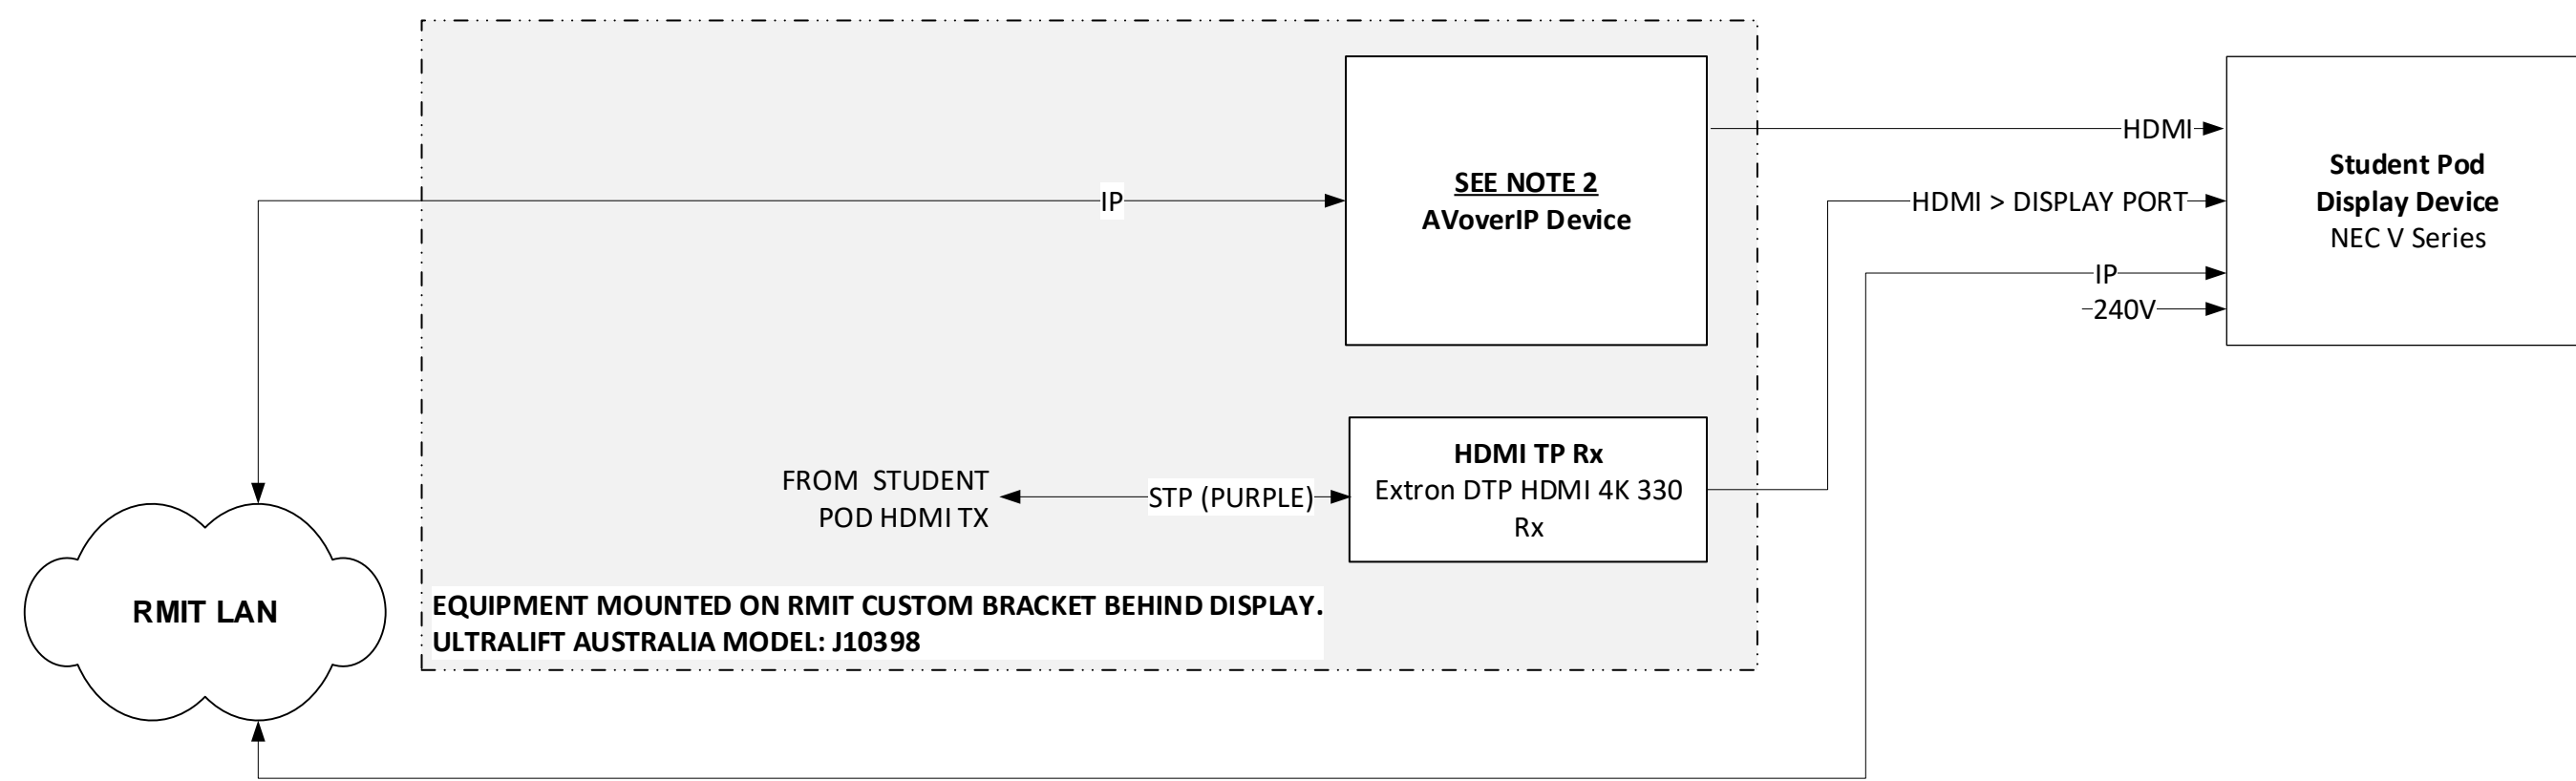 SEE NOTE 2
AVoverIP Device
IP
HDMI
HDMI > DISPLAY PORT
IP
240V
Student Pod
Display Device
NEC V Series
HDMI TP Rx
Extron DTP HDMI 4K 330
Rx
FROM STUDENT
POD HDMI TX
STP (PURPLE)
RMIT LAN
EQUIPMENT MOUNTED ON RMIT CUSTOM BRACKET BEHIND DISPLAY.
ULTRALIFT AUSTRALIA MODEL: J10398